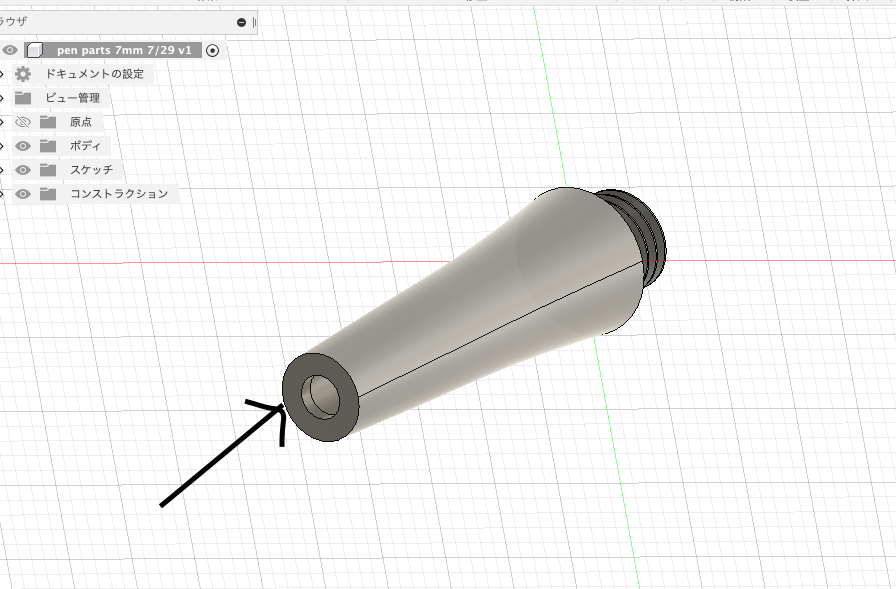 ラウザ
pen parts 7mm 7/29 v1
ドキュメントの設定
ビュー管理
原点
ボディ
スケッチ
コンストラクション